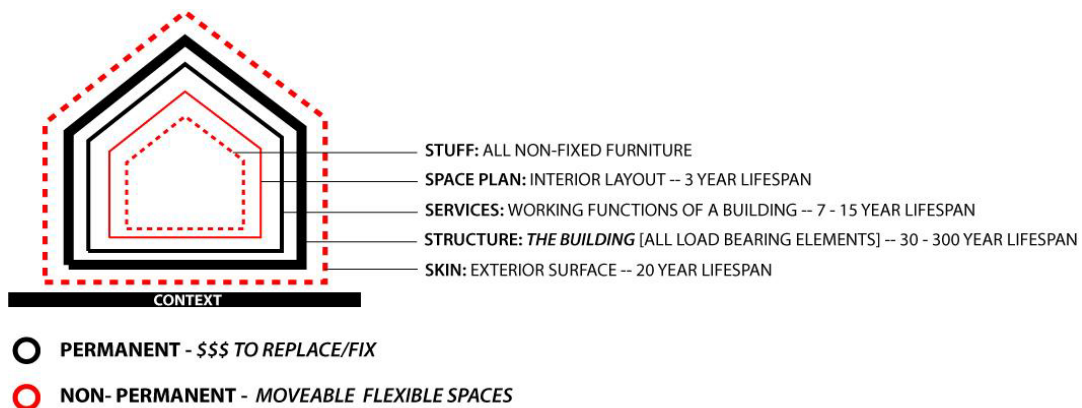 STUFF: ALL NON-FIXED FURNITURE
SPACE PLAN: INTERIOR LAYOUT -- 3 YEAR LIFESPAN
SERVICES: WORKING FUNCTIONS OF A BUILDING -- 7 - 15 YEAR LIFESPAN
STRUCTURE: THE BUILDING [ALL LOAD BEARING ELEMENTS] -- 30 - 300 YEAR LIFESPAN
SKIN: EXTERIOR SURFACE -- 20 YEAR LIFESPAN
CONTEXT
PERMANENT - $$$ TO REPLACE/FIX
NON- PERMANENT - MOVEABLE FLEXIBLE SPACES